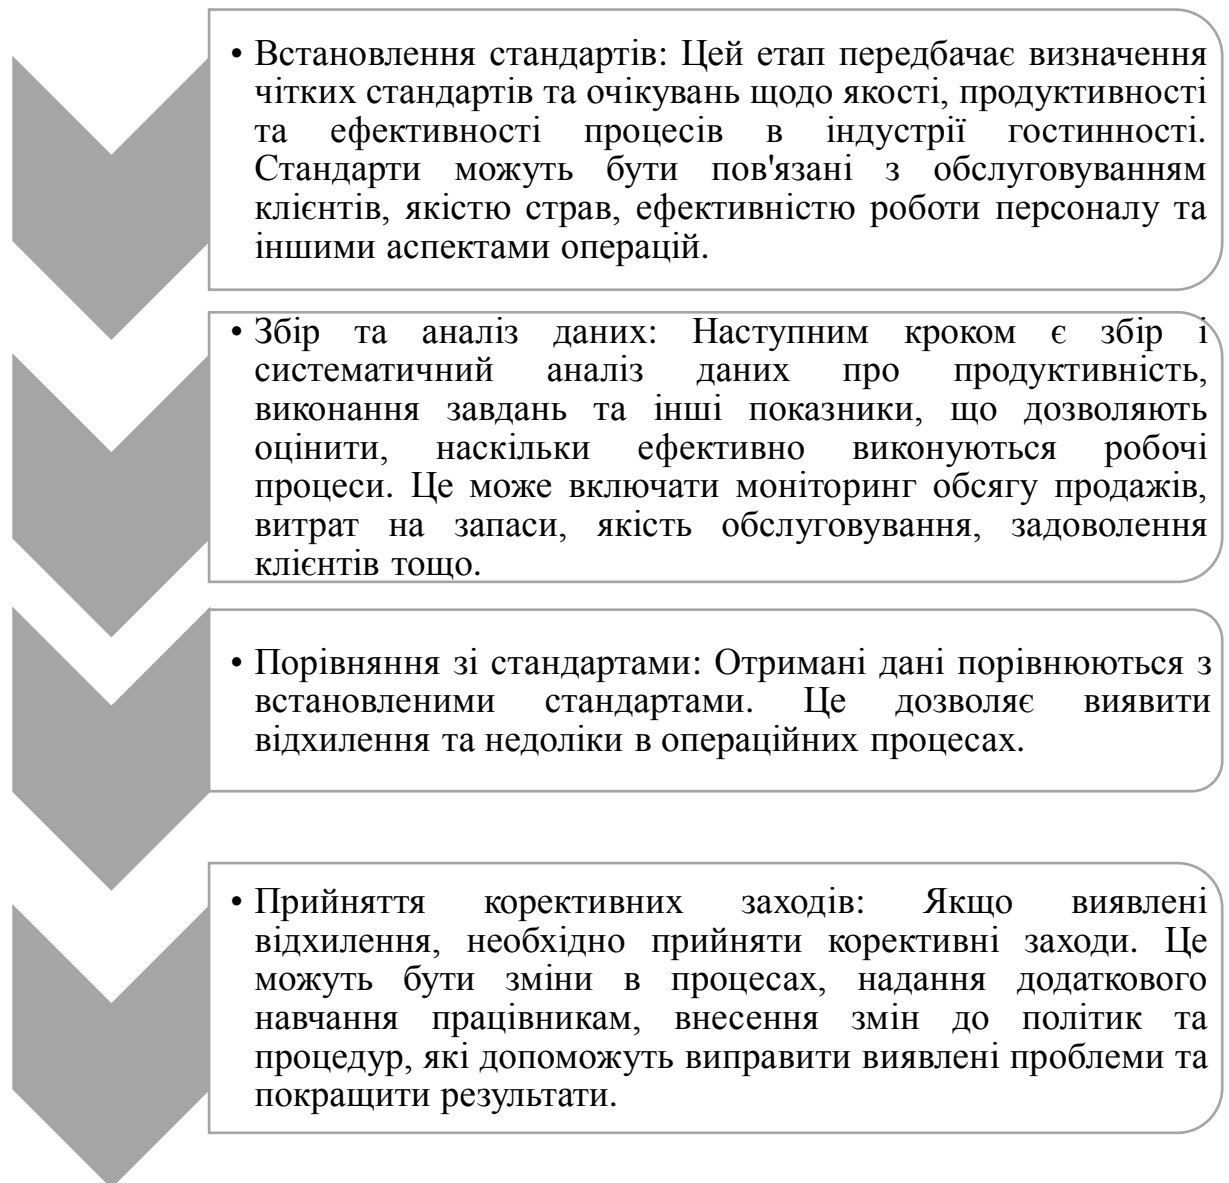 • Встановлення стандартів: Цей етап передбачає визначення
чітких стандартів та очікувань щодо якості, продуктивності
та ефективності процесів в індустрії гостинності.
Стандарти можуть бути пов'язані з обслуговуванням
клієнтів, якістю страв, ефективністю роботи персоналу та
іншими аспектами операцій.
• Збір та аналіз даних: Наступним кроком є збір і
систематичний аналіз даних про продуктивність,
виконання завдань та інші показники, що дозволяють
оцінити, наскільки ефективно виконуються робочі
процеси. Це може включати моніторинг обсягу продажів,
витрат на запаси, якість обслуговування, задоволення
клієнтів тощо.
• Порівняння зі стандартами: Отримані дані порівнюються з
встановленими стандартами. Це дозволяє виявити
відхилення та недоліки в операційних процесах.
• Прийняття корективних заходів: Якщо виявлені
відхилення, необхідно прийняти корективні заходи. Це
можуть бути зміни в процесах, надання додаткового
навчання працівникам, внесення змін до політик та
процедур, які допоможуть виправити виявлені проблеми та
покращити результати.